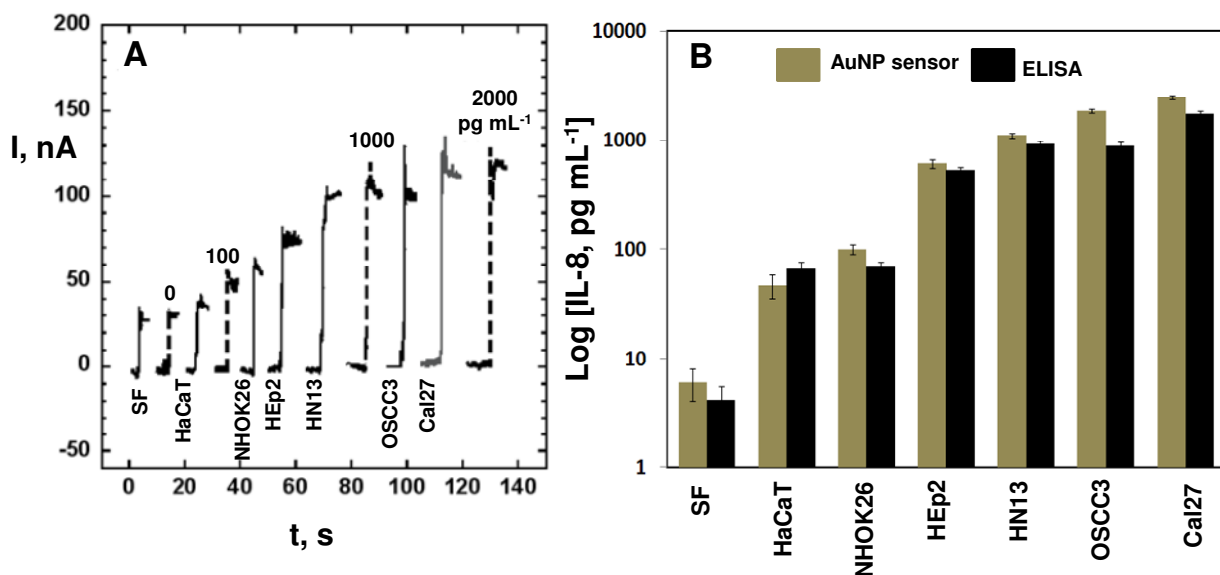 A
200
150
100
50
0
-50
I, nA
0
100
1000
2000
pg mL-1
SF
HaCaT
NHOK26
HEp2
HN13
OSCC3
Cal27
0 20 40 60 80 100 120 140
t, s
B
AuNP sensor
ELISA
10000
1000
100
10
1
Log [IL-8, pg mL-1]
SF
HaCaT
NHOK26
HEp2
HN13
OSCC3
Cal27